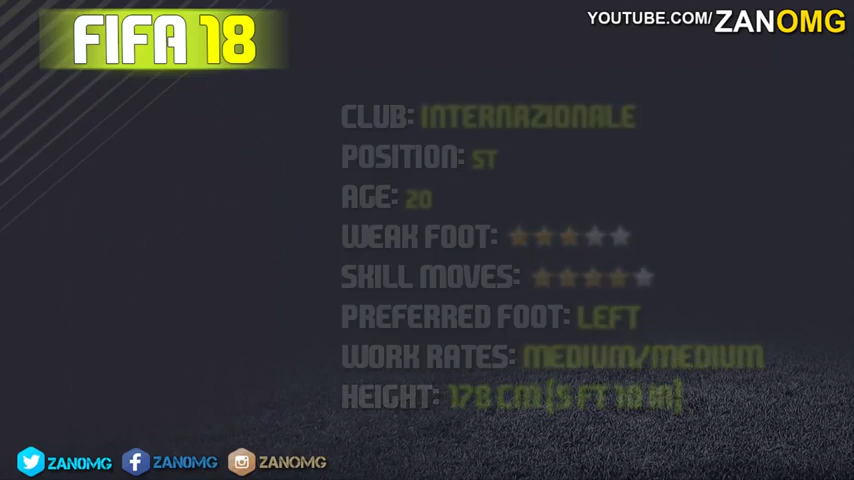 FIFA 18
YOUTUBE.COM/ZANOMG
CLUB: INTERNAZIONALE
POSITION: ST
AGE: 20
WEAK FOOT:
SKILL MOVES:
PREFERRED FOOT: LEFT
WORK RATES: MEDIUM/MEDIUM
HEIGHT: 178 CM (5 FT 10 IN)
ZANOMG ZANOMG ZANOMG